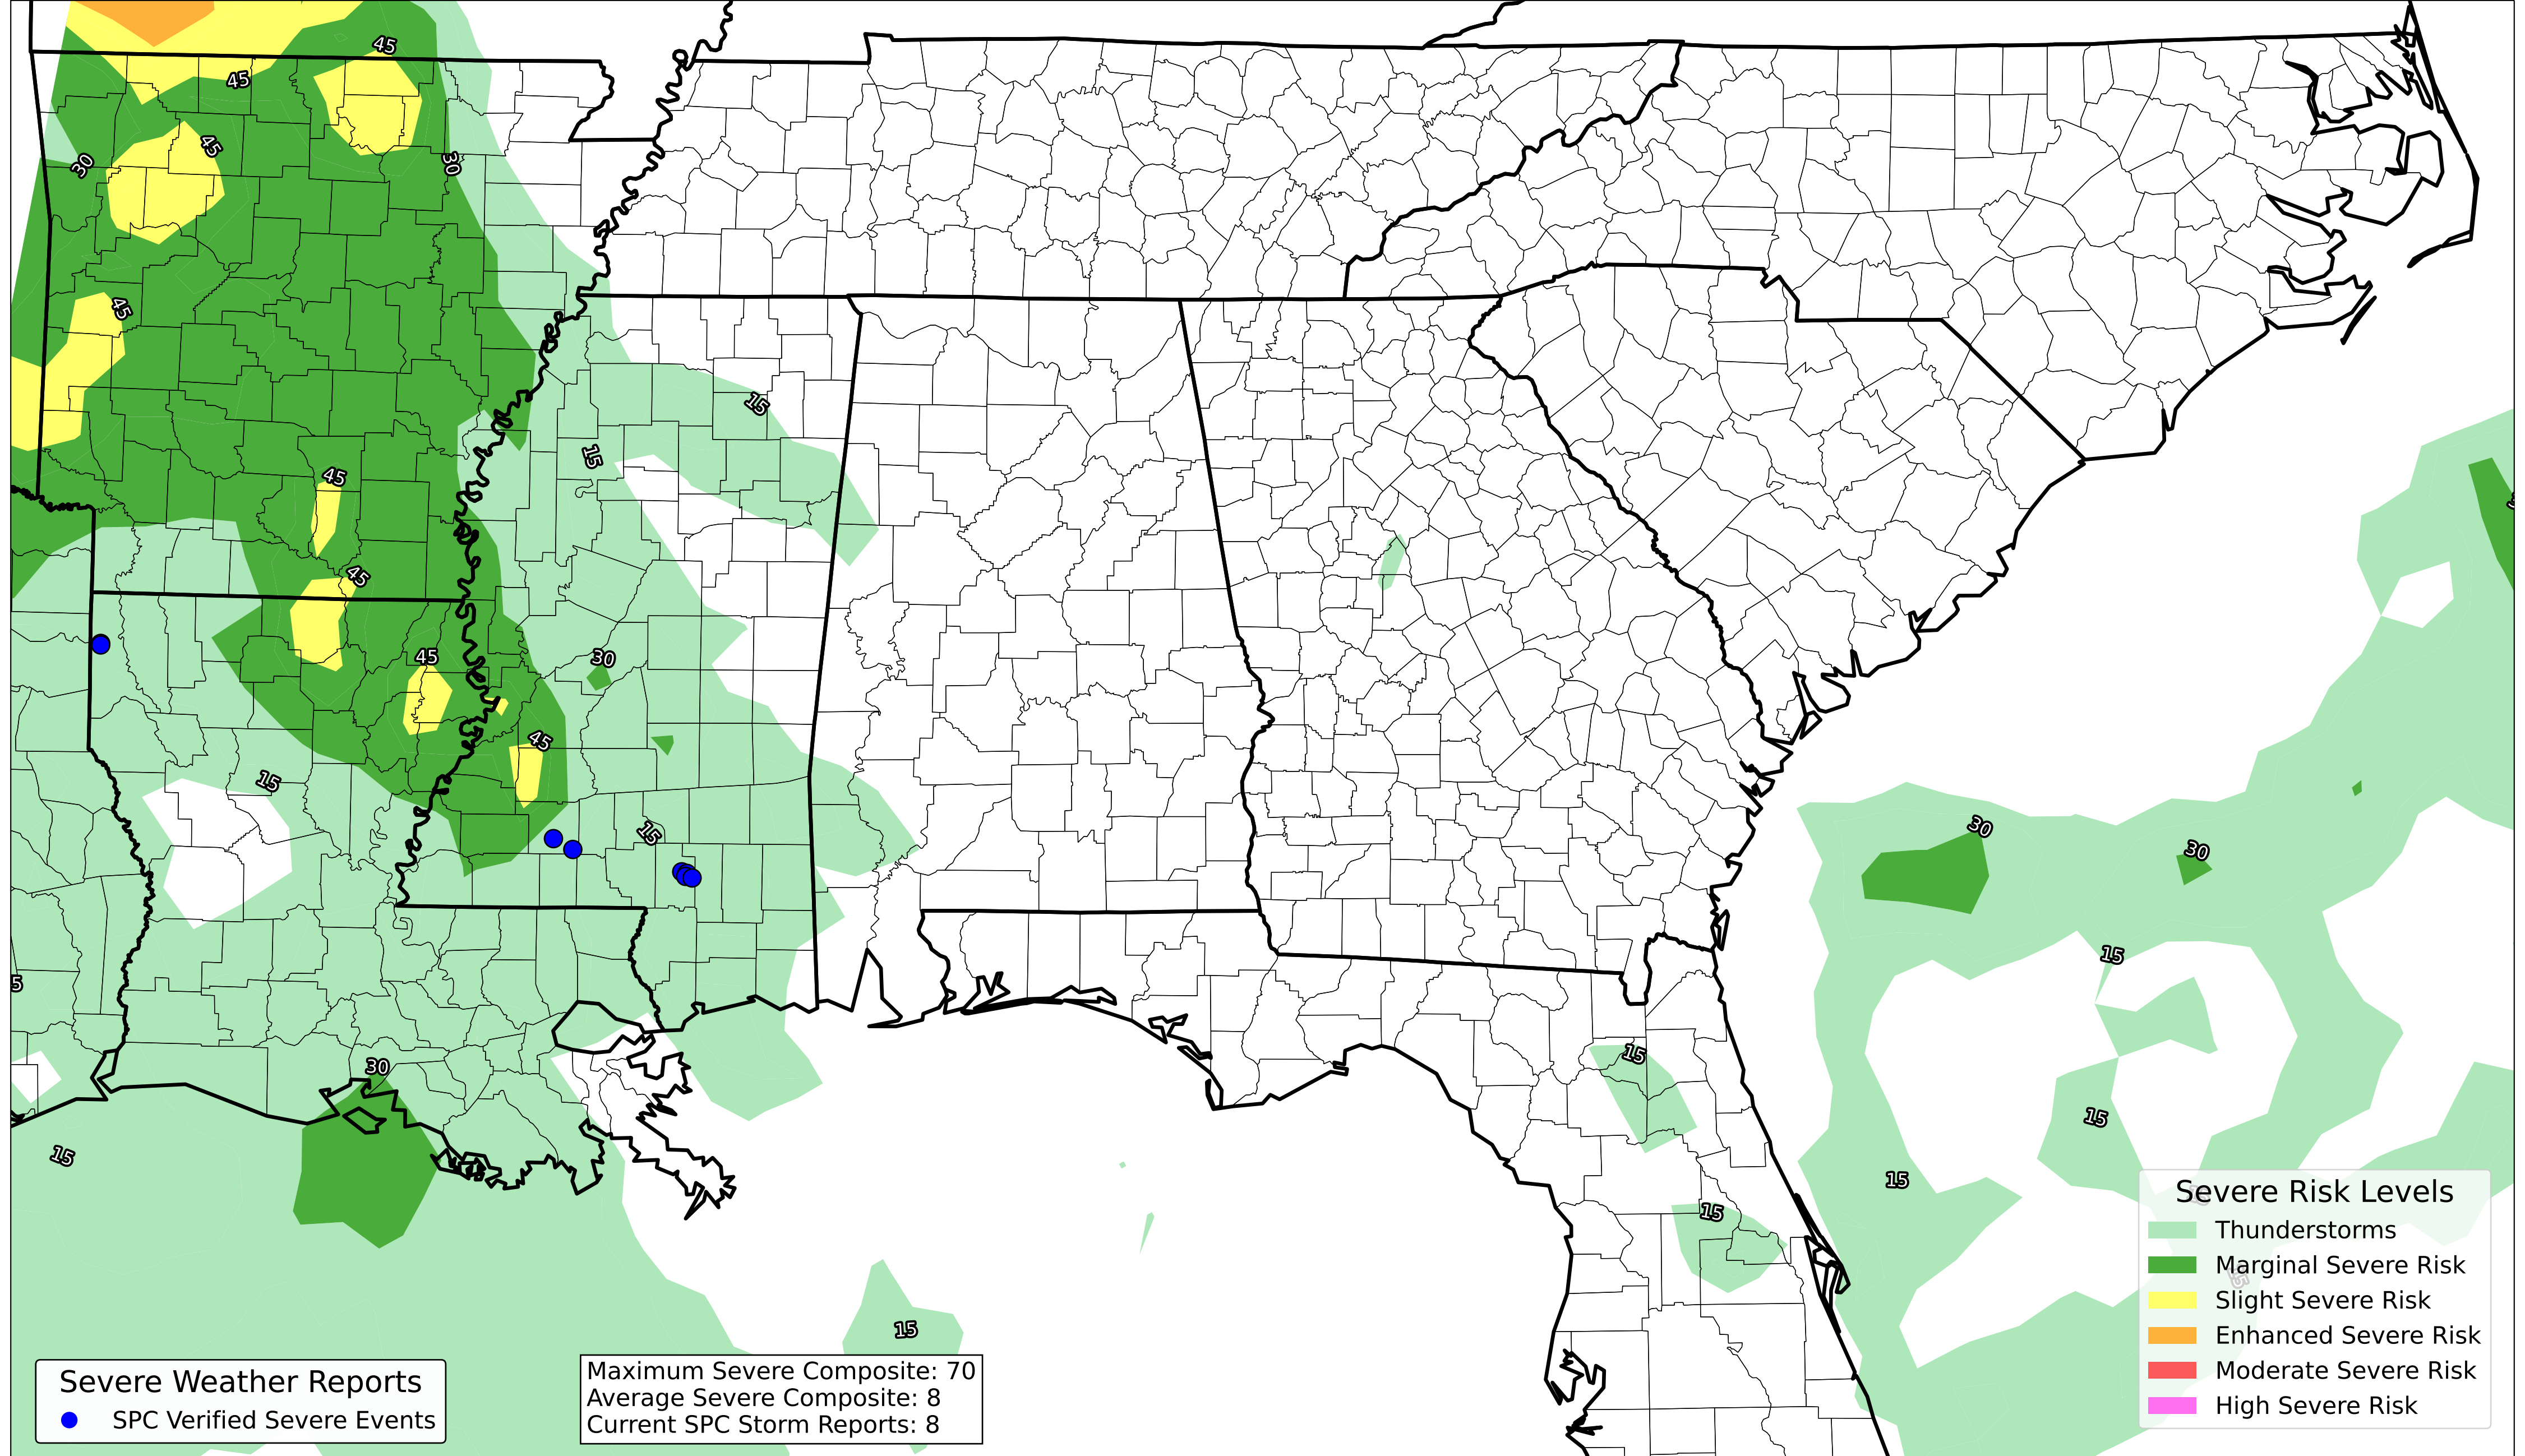 45
45
45
30
30
45
15
15
45
45
30
45
45
15
15
30
30
15
5
30
15
15
15
15
15
15
Severe Risk Levels
Thunderstorms
Marginal Severe Risk
Slight Severe Risk
Enhanced Severe Risk
Moderate Severe Risk
High Severe Risk
15
Severe Weather Reports
SPC Verified Severe Events
Maximum Severe Composite: 70
Average Severe Composite: 8
Current SPC Storm Reports: 8